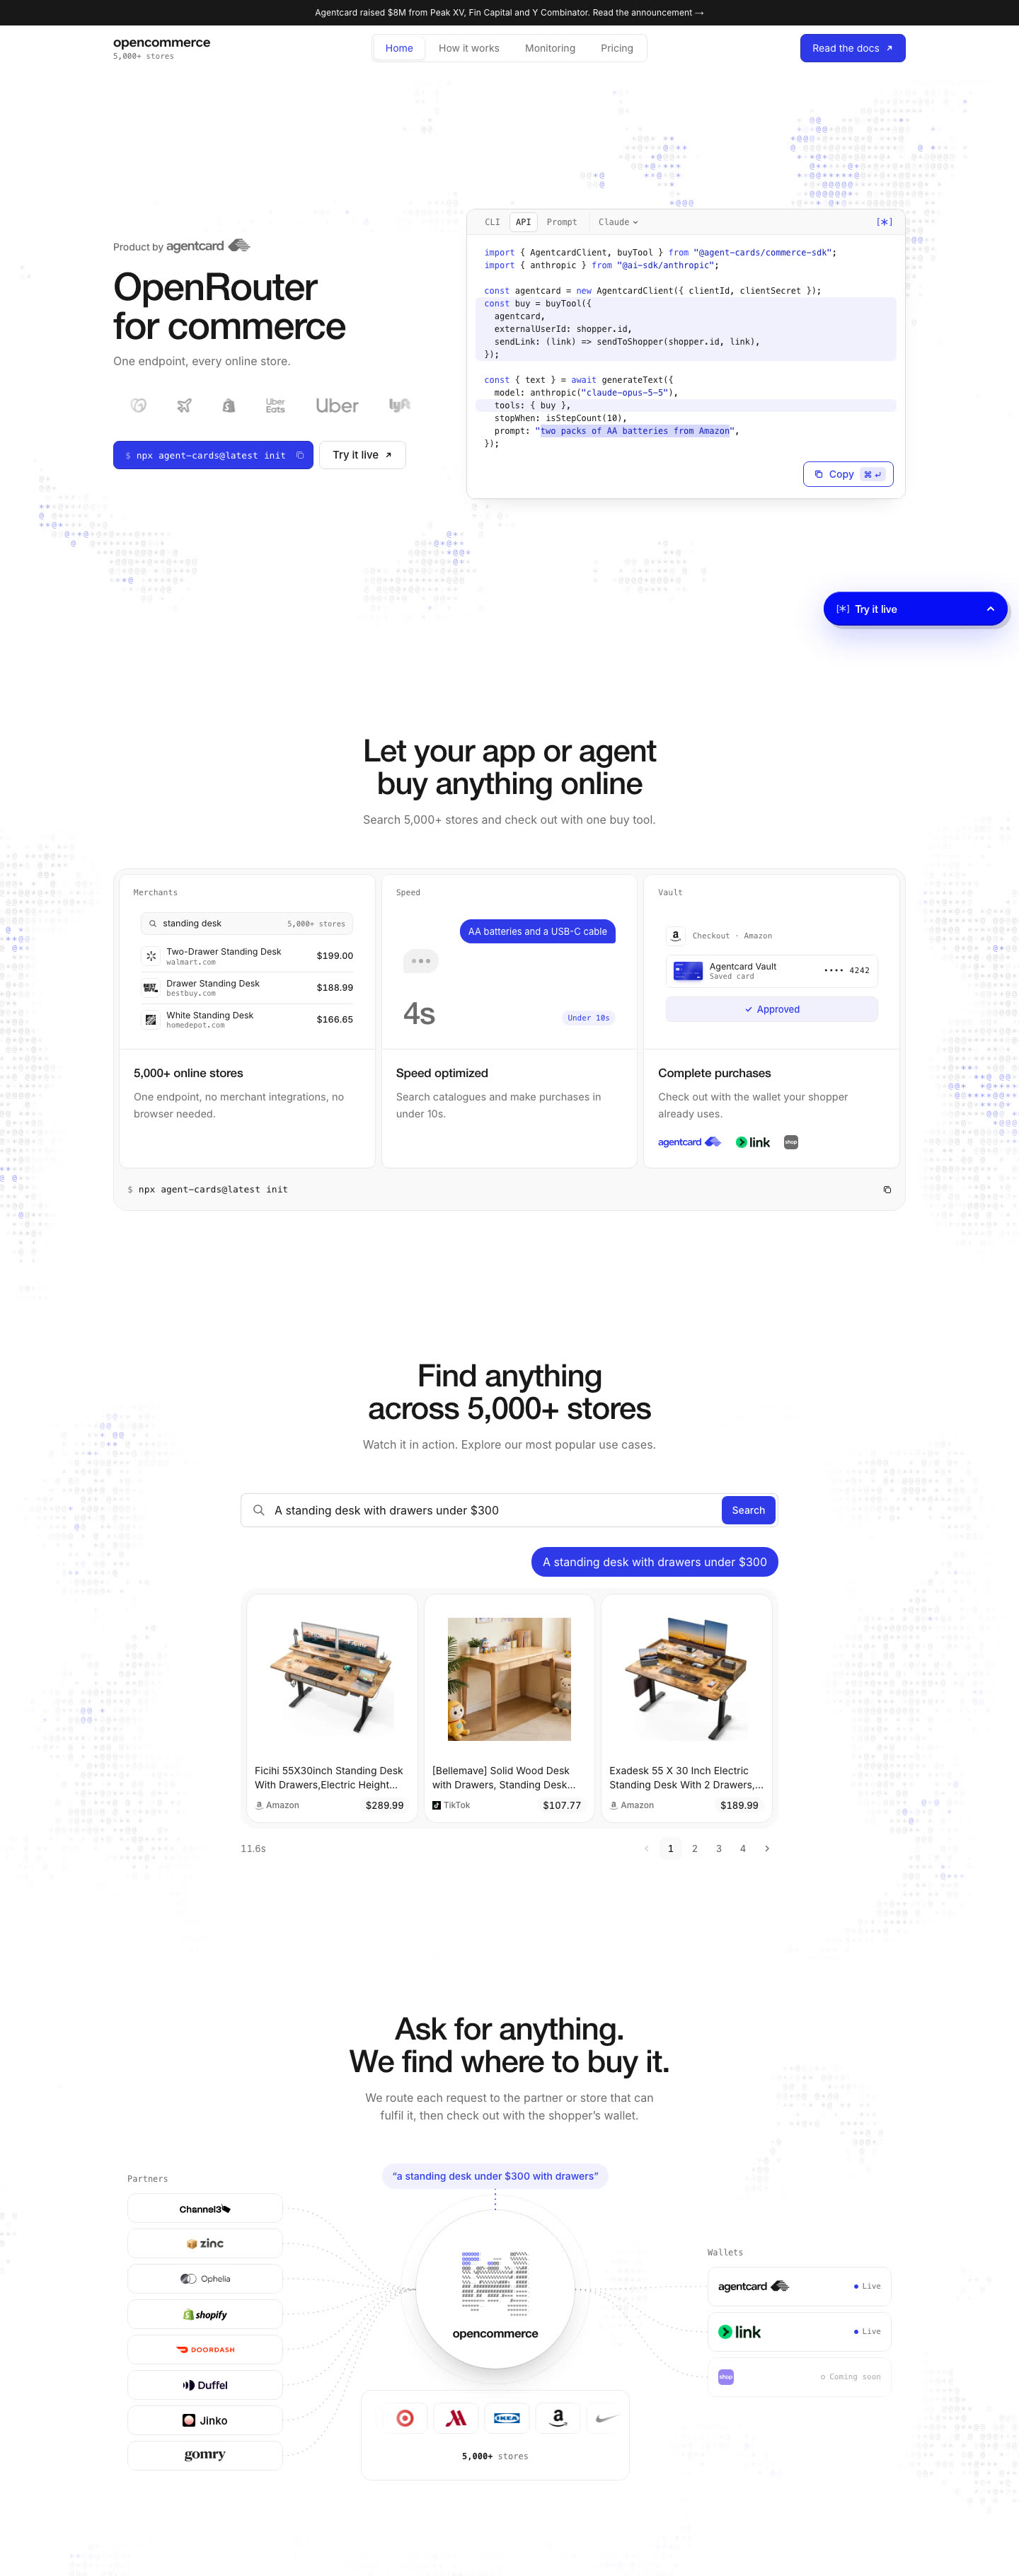 Agentcard raised $8M from Peak XV, Fin Capital and Y Combinator. Read the announcement →
opencommerce
5,000+ stores
Home
How it works
Monitoring
Pricing
Read the docs
Product by agentcard
OpenRouter
for commerce
One endpoint, every online store.
Uber
Eats
Uber
lyft
$ npx agent-cards@latest init
Try it live
CLI
API
Prompt
Claude
[*]
import { AgentcardClient, buyTool } from "@agent-cards/commerce-sdk";
import { anthropic } from "@ai-sdk/anthropic";
const agentcard = new AgentcardClient({ clientId, clientSecret });
const buy = buyTool({
agentcard,
externalUserId: shopper.id,
sendLink: (link) => sendToShopper(shopper.id, link),
});
const { text } = await generateText({
model: anthropic("claude-opus-5-5"),
tools: { buy },
stopWhen: isStepCount(10),
prompt: "two packs of AA batteries from Amazon",
});
Copy ⌘ ↵
[*] Try it live
Let your app or agent
buy anything online
Search 5,000+ stores and check out with one buy tool.
Merchants
standing desk
5,000+ stores
Two-Drawer Standing Desk
walmart.com
$199.00
BEST BUY
Drawer Standing Desk
bestbuy.com
$188.99
White Standing Desk
homedepot.com
$166.65
5,000+ online stores
One endpoint, no merchant integrations, no
browser needed.
Speed
AA batteries and a USB-C cable
4s
Under 10s
Speed optimized
Search catalogues and make purchases in
under 10s.
Vault
Checkout · Amazon
Agentcard Vault
Saved card
•••• 4242
✓ Approved
Complete purchases
Check out with the wallet your shopper
already uses.
agentcard
link
shop
$ npx agent-cards@latest init
Find anything
across 5,000+ stores
Watch it in action. Explore our most popular use cases.
A standing desk with drawers under $300
Search
A standing desk with drawers under $300
Ficihi 55X30inch Standing Desk
With Drawers,Electric Height...
Amazon
$289.99
[Bellemave] Solid Wood Desk
with Drawers, Standing Desk...
TikTok
$107.77
Exadesk 55 X 30 Inch Electric
Standing Desk With 2 Drawers,...
Amazon
$189.99
11.6s
1
2
3
4
Ask for anything.
We find where to buy it.
We route each request to the partner or store that can
fulfil it, then check out with the shopper's wallet.
Partners
Channel3
zinc
Ophelia
shopify
DOORDASH
Duffel
Jinko
gomry
"a standing desk under $300 with drawers"
opencommerce
IKEA
5,000+ stores
Wallets
agentcard
Live
link
Live
shop
Coming soon